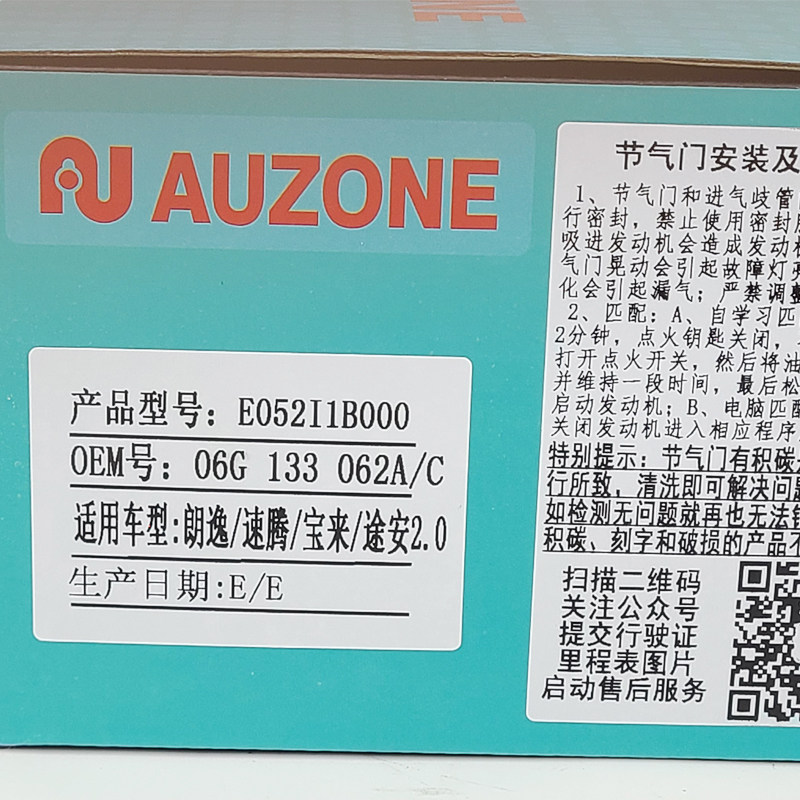 NE
AUZONE
产品型号：E052I1B000
OEM号：06G 133 062A/C
适用车型:朗逸/速腾/宝来/途安2.0
生产日期:E/E
节气门安装及
1、节气门和进气歧管
行密封，禁止使用密封
吸进发动机会造成发动
气门晃动会引起故障灯亮
化会引起漏气；严禁调整
2、匹配：A、自学习匹
2分钟，点火钥匙关闭，
打开点火开关，然后将油
并维持一段时间，最后松
启动发动机；B、电脑匹配
关闭发动机进入相应程序
特别提示：节气门有积碳
行所致，清洗即可解决问题
如检测无问题就再也无法
积碳、刻字和破损的产品不
扫描二维码
关注公众号
提交行驶证
里程表图片
启动售后服务